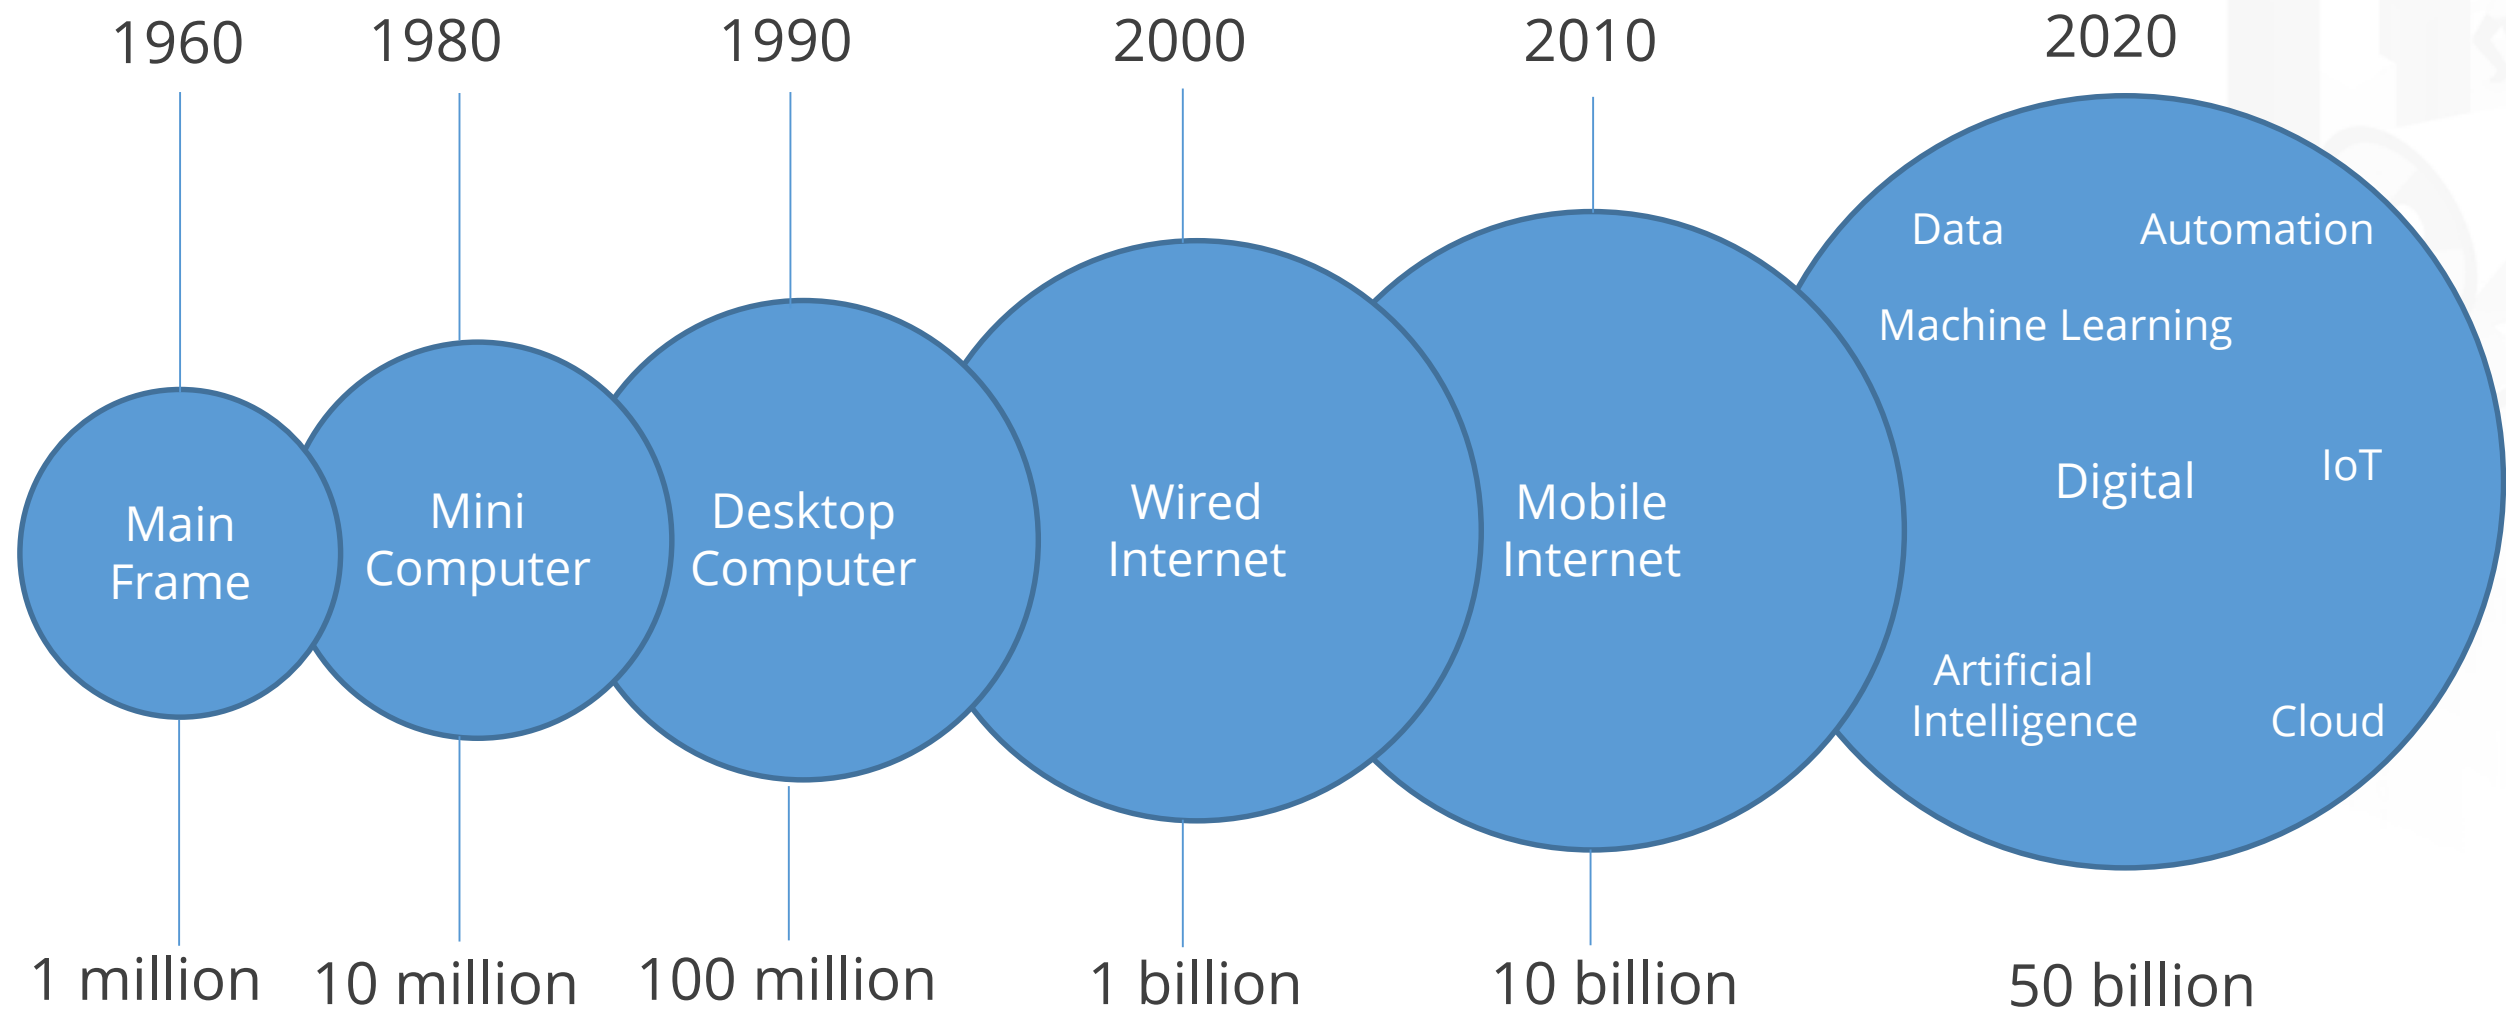 1960
1980
1990
2000
2010
2020
Main
Frame
Mini
Computer
Desktop
Computer
Wired
Internet
Mobile
Internet
Data
Automation
Machine Learning
Digital
IoT
Artificial
Intelligence
Cloud
1 million
10 million
100 million
1 billion
10 billion
50 billion